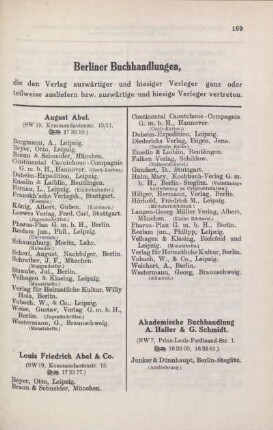 169
Berliner Buchhandlungen,
die den Verlag auswärtiger und hiesiger Verleger ganz oder
teilweise ausliefern bzw. auswärtige und hiesige Verleger vertreten.
August Abel.
(SW 19, Kommandantenstr. 10/11.
Bergmann, A., Leipzig.
Beyer, Otto, Leipzig.
Braun & Schneider, München.
Continental Caoutchouc-Compagnie
G. m. b. H., Hannover.
Daheim-Expedition, Leipzig.
Ensslin & Laiblin, Reutlingen.
Leipzig.
Franckh'sche Verlagsh., Stuttgart.
König, Albert, Guben.
Loewes Verlag, Ferd. Carl, Stuttgart.
(Jugendschriften.)
Pharus-Plan G. m. b. H., Berlin.
Reclam jun., Phil., Leipzig.
Schauenburg, Moritz, Lahr.
(Kalender.)
Scherl, August, Nachfolger, Berlin.
Schreiber, J. F., München.
Straube, Jul., Berlin.
Velhagen & Klasing, Leipzig.
Verlag für Heimatliche Kultur, Willy
Holz, Berlin.
Vobach, W., & Co., Leipzig.
Weise, Gustav, Verlag G. b. H.,
Berlin.
Westermann, G., Braunschweig.
Louis Friedrich Abel & Co.
(SW 19, Kommandantenstr. 15.
Beyer, Otto, Leipzig.
Braun & Schneider, München.
Continental Caoutchouc-Compagnie
G. m. b. H., Hannover.
Daheim-Expedition, Leipzig.
Diederichs Verlag, Eugen, Jena.
Ensslin & Laiblin, Reutlingen.
Falken-Verlag, Schildow.
Gundert, D., Stuttgart.
Hahn, Mary, Kochbuch-Verlag G. m.
b. H., Berlin-Steglitz.
Hörhold, Friedrich M., Leipzig.
Langen-Georg Müller Verlag, Albert,
München.
Pharus-Plan G. m. b. H., Berlin.
Reclam jun., Philipp, Leipzig.
Velhagen & Klasing, Bielefeld und
Leipzig.
Verlag für Heimatliche Kultur, Berlin.
Vobach, W., & Co., Leipzig.
Weichert, A., Berlin.
Westermann, Georg, Braunschweig.
Akademische Buchhandlung
A. Haller & G. Schmidt.
(NW 7, Prinz-Louis-Ferdinand-Str. 1.
Junker & Dünnhaupt, Berlin-Steglitz.
(Auslieferung.)